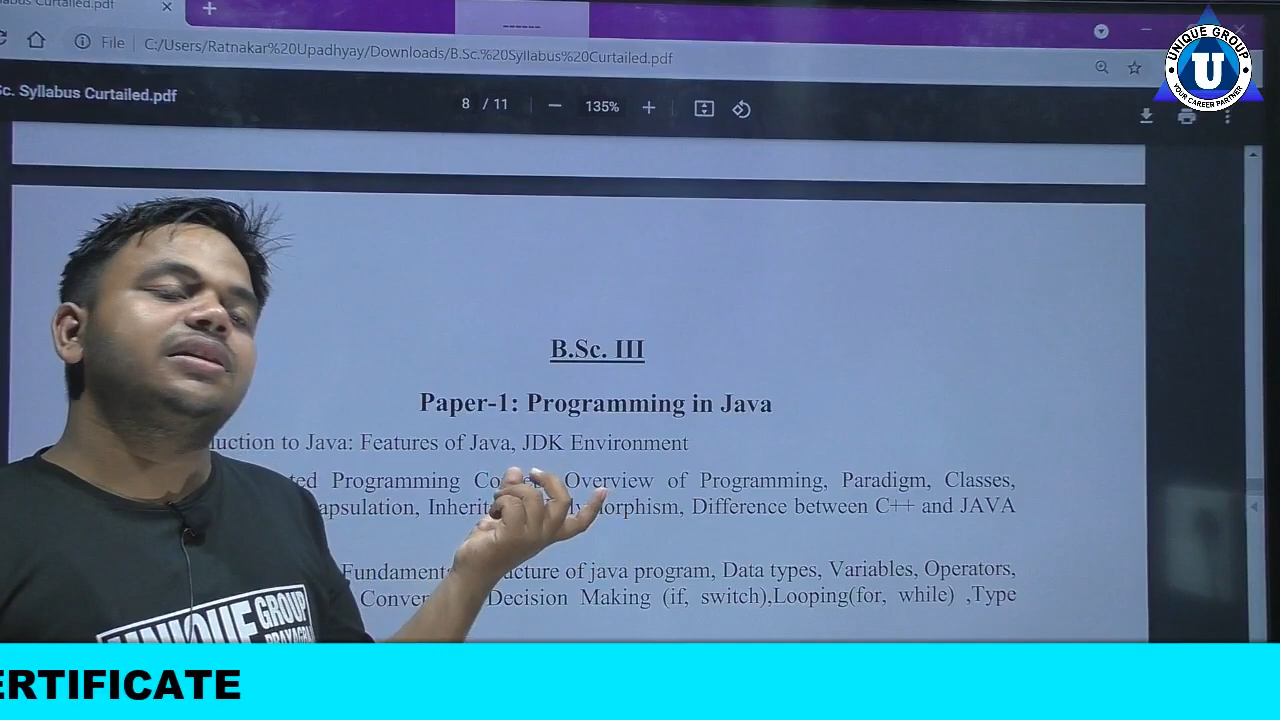 abus Curtailed.pdf
File C:/Users/Ratnakar%20Upadhyay/Downloads/B.Sc.%20Syllabus%20Curtailed.pdf
UNIQUE GROUP
U
YOUR CAREER PARTNER
Sc. Syllabus Curtailed.pdf
8 / 11 135%
B.Sc. III
Paper-1: Programming in Java
duction to Java: Features of Java, JDK Environment
ted Programming Overview of Programming, Paradigm, Classes,
apsulation, Inherit morphism, Difference between C++ and JAVA
Fundament ucture of java program, Data types, Variables, Operators,
Conver Decision Making (if, switch),Looping(for, while) ,Type
UNIQUE GROUP
PRAYAGRAJ
ERTIFICATE